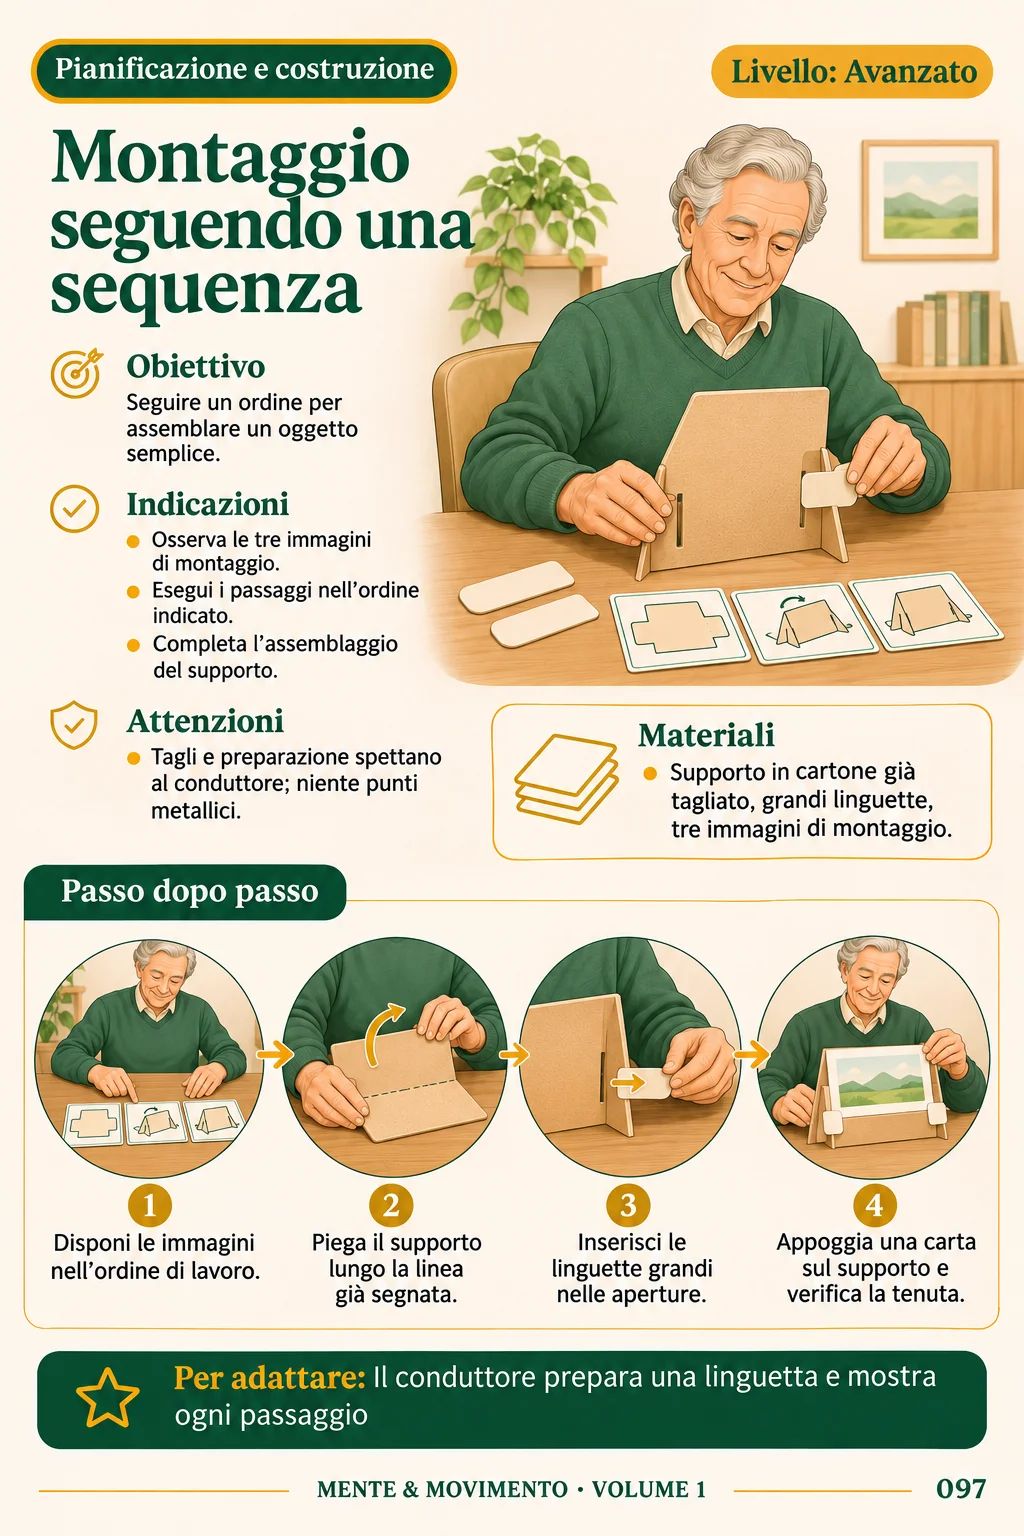 Pianificazione e costruzione
Livello: Avanzato
Montaggio
seguendo una
sequenza
Obiettivo
Seguire un ordine per
assemblare un oggetto
semplice.
Indicazioni
Osserva le tre immagini
di montaggio.
Esegui i passaggi nell'ordine
indicato.
Completa l'assemblaggio
del supporto.
Attenzioni
Tagli e preparazione spettano
al conduttore; niente punti
metallici.
Materiali
Supporto in cartone già
tagliato, grandi linguette,
tre immagini di montaggio.
Passo dopo passo
1
Disponi le immagini
nell'ordine di lavoro.
2
Piega il supporto
lungo la linea
già segnata.
3
Inserisci le
linguette grandi
nelle aperture.
4
Appoggia una carta
sul supporto e
verifica la tenuta.
Per adattare: Il conduttore prepara una linguetta e mostra
ogni passaggio
MENTE & MOVIMENTO • VOLUME 1
097